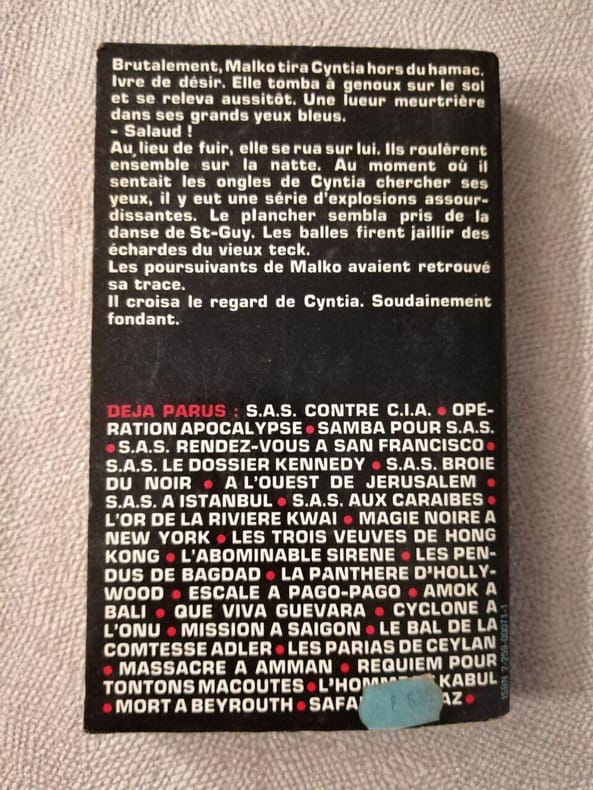 Brutalement, Malko tira Cyntia hors du hamac.
Ivre de désir. Elle tomba à genoux sur le sol
et se releva aussitôt. Une lueur meurtrière
dans ses grands yeux bleus.
- Salaud !
Au lieu de fuir, elle se rua sur lui. Ils roulèrent
ensemble sur la natte. Au moment où il
sentait les ongles de Cyntia chercher ses
yeux, il y eut une série d'explosions assour-
dissantes. Le plancher sembla pris de la
danse de St-Guy. Les balles firent jaillir des
échardes du vieux teck.
Les poursuivants de Malko avaient retrouvé
sa trace.
Il croisa le regard de Cyntia. Soudainement
fondant.
DEJA PARUS : S.A.S. CONTRE C.I.A. • OPÉ-
RATION APOCALYPSE • SAMBA POUR S.A.S.
• S.A.S. RENDEZ-VOUS A SAN FRANCISCO •
S.A.S. LE DOSSIER KENNEDY • S.A.S. BROIE
DU NOIR • A L'OUEST DE JERUSALEM •
S.A.S. A ISTANBUL • S.A.S. AUX CARAIBES •
L'OR DE LA RIVIERE KWAI • MAGIE NOIRE A
NEW YORK • LES TROIS VEUVES DE HONG
KONG • L'ABOMINABLE SIRENE • LES PEN-
DUS DE BAGDAD • LA PANTHERE D'HOLLY-
WOOD • ESCALE A PAGO-PAGO • AMOK A
BALI • QUE VIVA GUEVARA • CYCLONE A
L'ONU • MISSION A SAIGON • LE BAL DE LA
COMTESSE ADLER • LES PARIAS DE CEYLAN
• MASSACRE A AMMAN • REQUIEM POUR
TONTONS MACOUTES • L'HOMME KABUL
• MORT A BEYROUTH • SAFA AZ •
ISBN 2-259-00071-1